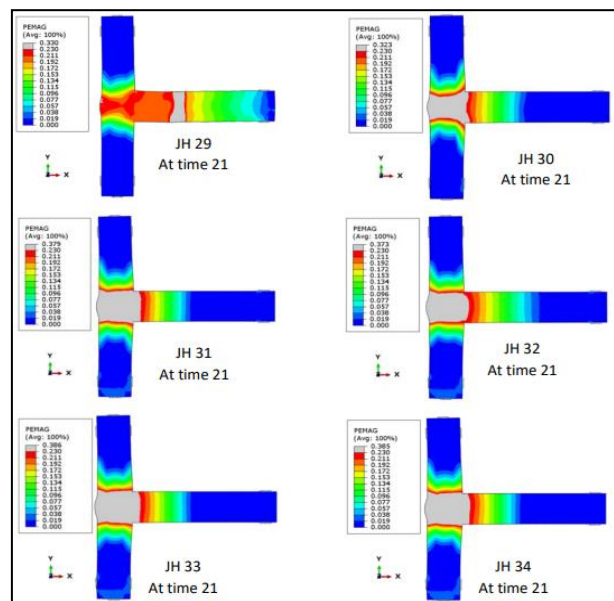 PEMAG
(Avg: 100%)
0.330
0.230
0.211
0.192
0.172
0.153
0.134
0.115
0.096
0.077
0.057
0.038
0.019
0.000
Y
X
JH 29
At time 21
PEMAG
(Avg: 100%)
0.323
0.230
0.211
0.192
0.172
0.153
0.134
0.115
0.096
0.077
0.057
0.038
0.019
0.000
Y
X
JH 30
At time 21
PEMAG
(Avg: 100%)
0.379
0.230
0.211
0.192
0.172
0.153
0.134
0.115
0.096
0.077
0.057
0.038
0.019
0.000
Y
X
JH 31
At time 21
PEMAG
(Avg: 100%)
0.373
0.230
0.211
0.192
0.172
0.153
0.134
0.115
0.096
0.077
0.057
0.038
0.019
0.000
Y
X
JH 32
At time 21
PEMAG
(Avg: 100%)
0.386
0.230
0.211
0.192
0.172
0.153
0.134
0.115
0.096
0.077
0.057
0.038
0.019
0.000
Y
X
JH 33
At time 21
PEMAG
(Avg: 100%)
0.385
0.230
0.211
0.192
0.172
0.153
0.134
0.115
0.096
0.077
0.057
0.038
0.019
0.000
Y
X
JH 34
At time 21